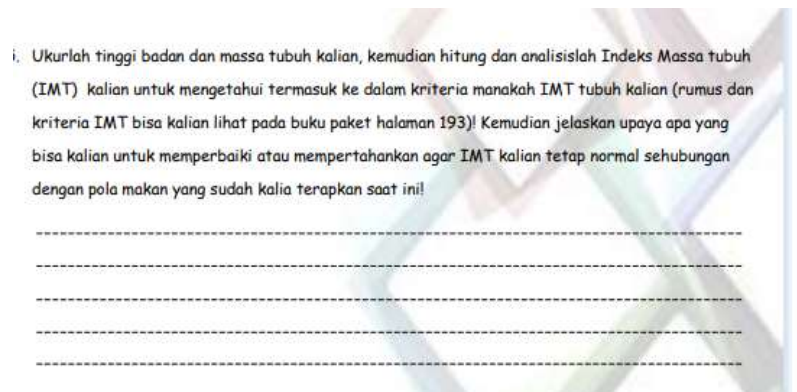 . Ukurlah tinggi badan dan massa tubuh kalian, kemudian hitung dan analisislah Indeks Massa tubuh
(IMT) kalian untuk mengetahui termasuk ke dalam kriteria manakah IMT tubuh kalian (rumus dan
kriteria IMT bisa kalian lihat pada buku paket halaman 193)! Kemudian jelaskan upaya apa yang
bisa kalian untuk memperbaiki atau mempertahankan agar IMT kalian tetap normal sehubungan
dengan pola makan yang sudah kalia terapkan saat ini!